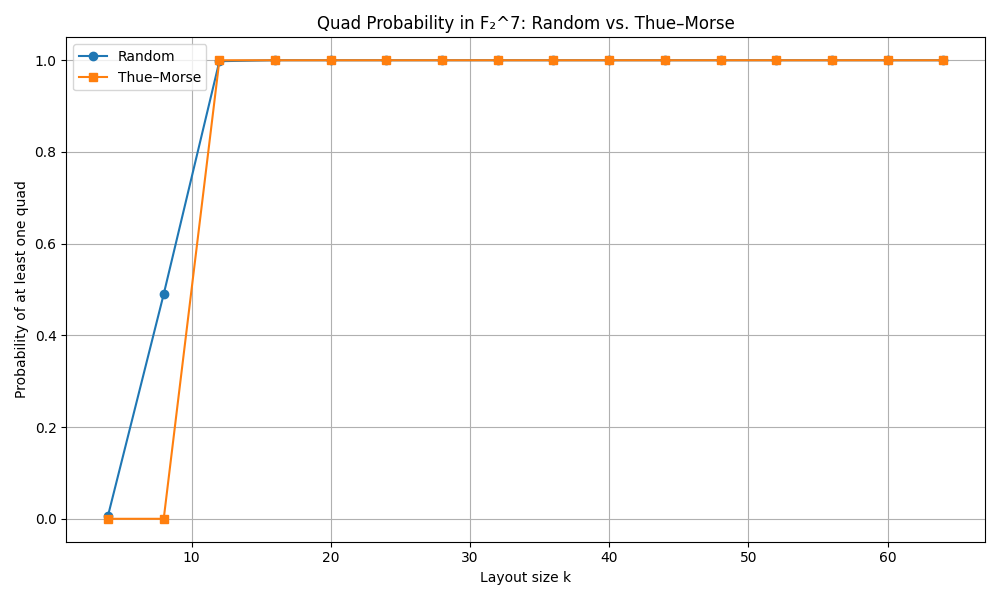 Quad Probability in F₂^7: Random vs. Thue–Morse
Random
Thue–Morse
Probability of at least one quad
1.0
0.8
0.6
0.4
0.2
0.0
10 20 30 40 50 60
Layout size k